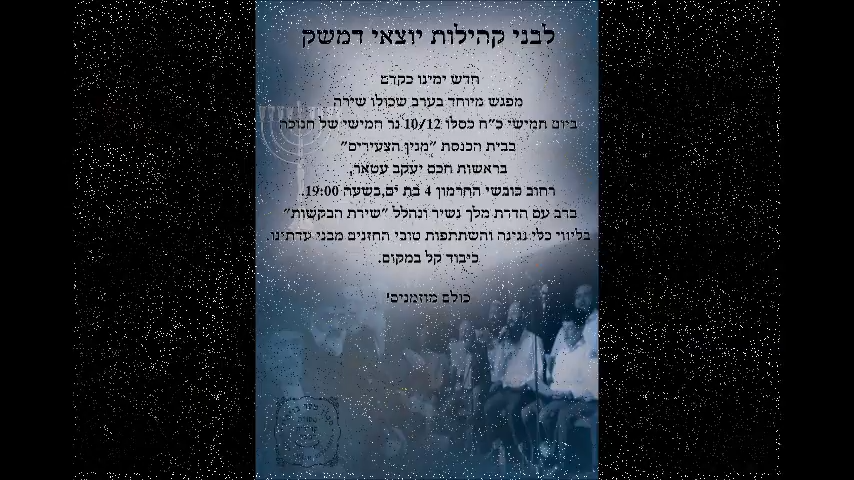 לבני קהילות יוצאי דמשק
חדש ימינו כקדם
מפגש מיוחד בערב שכולו שירה
ביום חמישי כ"ח כסלו 10/12 נר חמישי של חנוכה
בבית הכנסת "מנין הצעירים"
בראשות חכם יעקב עטאר,
רחוב כובשי החרמון 4 בת ים,בשעה 19:00.
ברב עם הדרת מלך נשיר ונהלל "שירת הבקשות"
בליווי כלי נגינה והשתתפות טובי החזנים מבני עדתינו.
כיבוד קל במקום.
כולם מוזמנים!